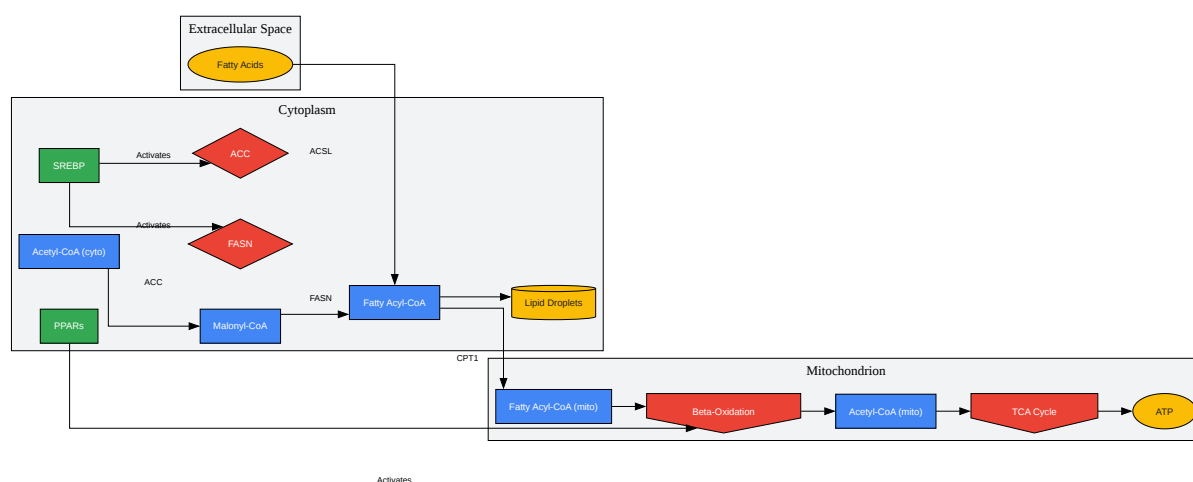 Extracellular Space
Fatty Acids
Cytoplasm
SREBP
Activates
ACC
ACSL
Activates
FASN
Acetyl-CoA (cyto)
ACC
FASN
Fatty Acyl-CoA
Lipid Droplets
PPARs
Malonyl-CoA
CPT1
Mitochondrion
Fatty Acyl-CoA (mito)
Beta-Oxidation
Acetyl-CoA (mito)
TCA Cycle
ATP
Activates